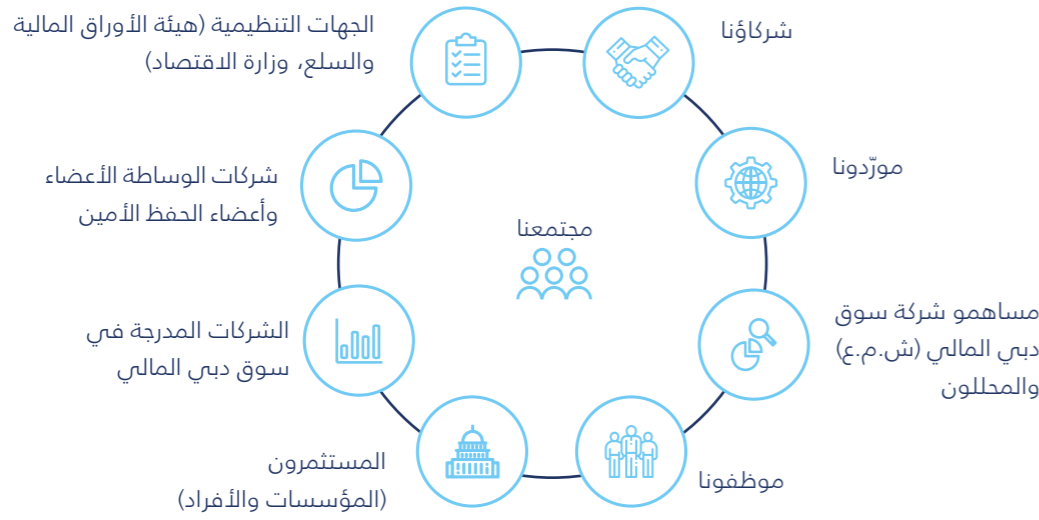 شركاؤنا
مورّدونا
مساهمو شركة سوق
دبي المالي (ش.م.ع)
والمحللون
موظفونا
المستثمرون
(المؤسسات والأفراد)
الشركات المدرجة في
سوق دبي المالي
شركات الوساطة الأعضاء
وأعضاء الحفظ الأمين
الجهات التنظيمية (هيئة الأوراق المالية
والسلع، وزارة الاقتصاد)
مجتمعنا